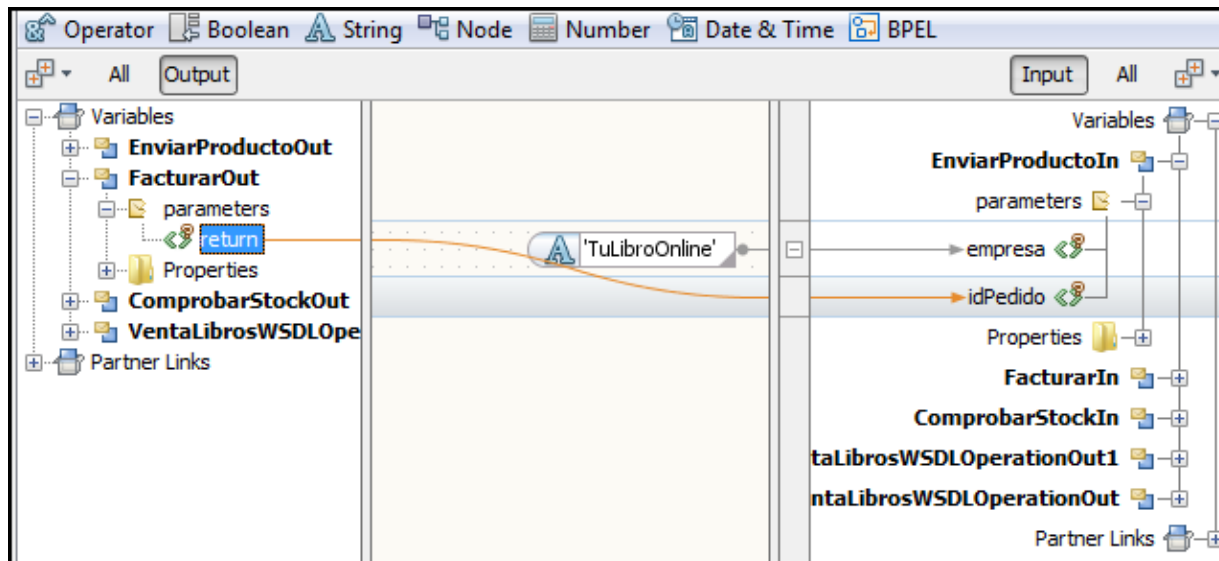 Operator Boolean String Node Number Date & Time BPEL
All Output Input All
Variables
EnviarProductoOut
FacturarOut
parameters
return
Properties
ComprobarStockOut
VentaLibrosWSDLOpe
Partner Links
'TuLibroOnline'
Variables
EnviarProductoIn
parameters
empresa
idPedido
Properties
FacturarIn
ComprobarStockIn
taLibrosWSDLOperationOut1
ntaLibrosWSDLOperationOut
Partner Links